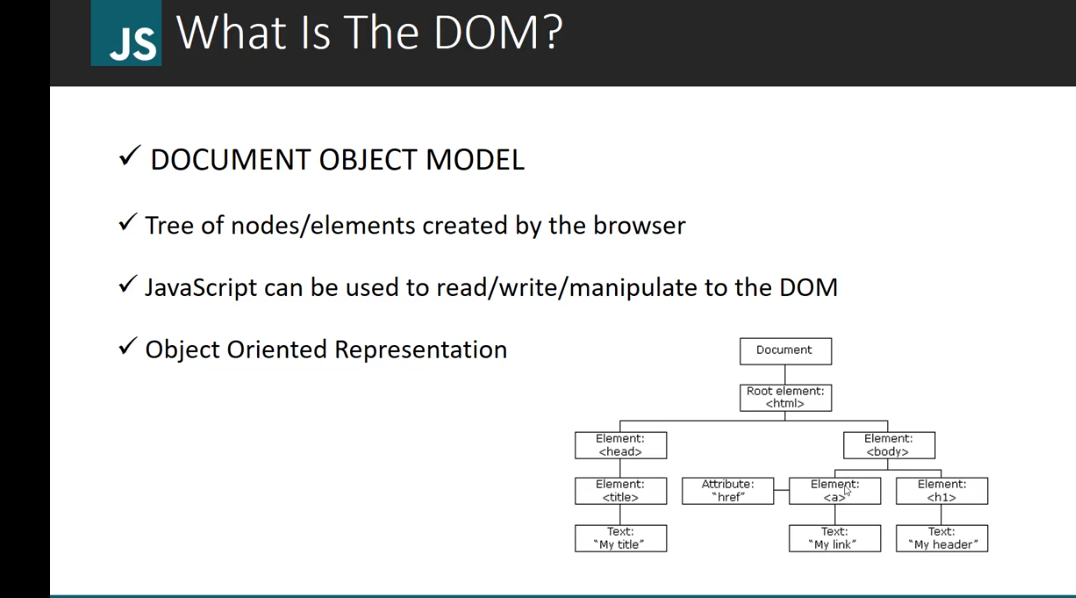 JS What Is The DOM?
✓ DOCUMENT OBJECT MODEL
✓ Tree of nodes/elements created by the browser
✓ JavaScript can be used to read/write/manipulate to the DOM
✓ Object Oriented Representation
Document
Root element:
<html>
Element:
<head>
Element:
<body>
Element:
<title>
Attribute:
"href"
Element:
<a>
Element:
<h1>
Text:
"My title"
Text:
"My link"
Text:
"My header"